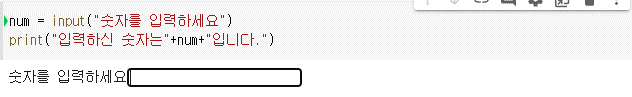 num = input("숫자를 입력하세요")
print("입력하신 숫자는"+num+"입니다.")
숫자를 입력하세요